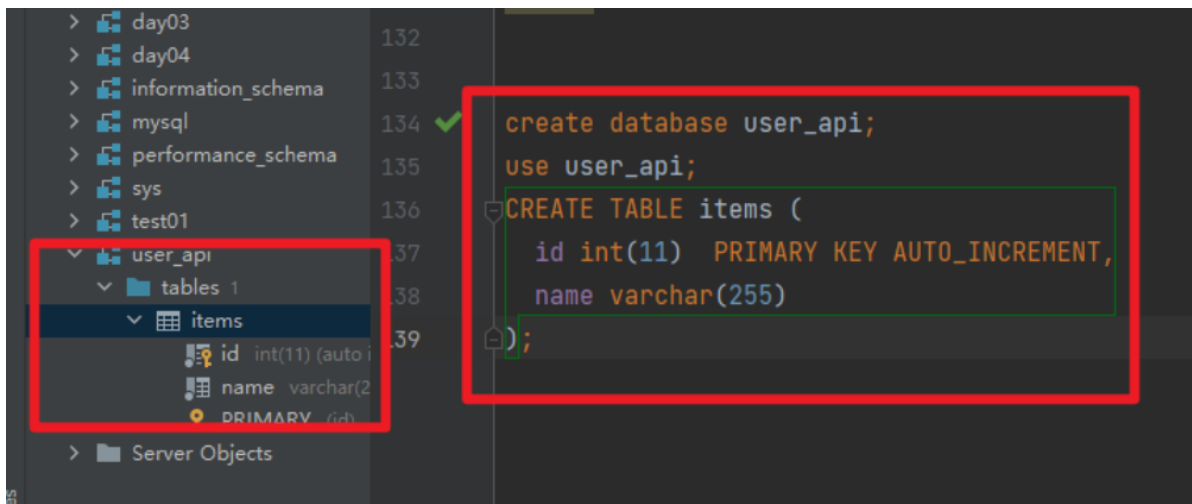 day03
day04
information_schema
mysql
performance_schema
sys
test01
user_api
tables 1
items
id int(11) (auto i
name varchar(2
PRIMARY (id)
Server Objects
132
133
134 create database user_api;
135 use user_api;
136 CREATE TABLE items (
137 id int(11) PRIMARY KEY AUTO_INCREMENT,
138 name varchar(255)
139 );